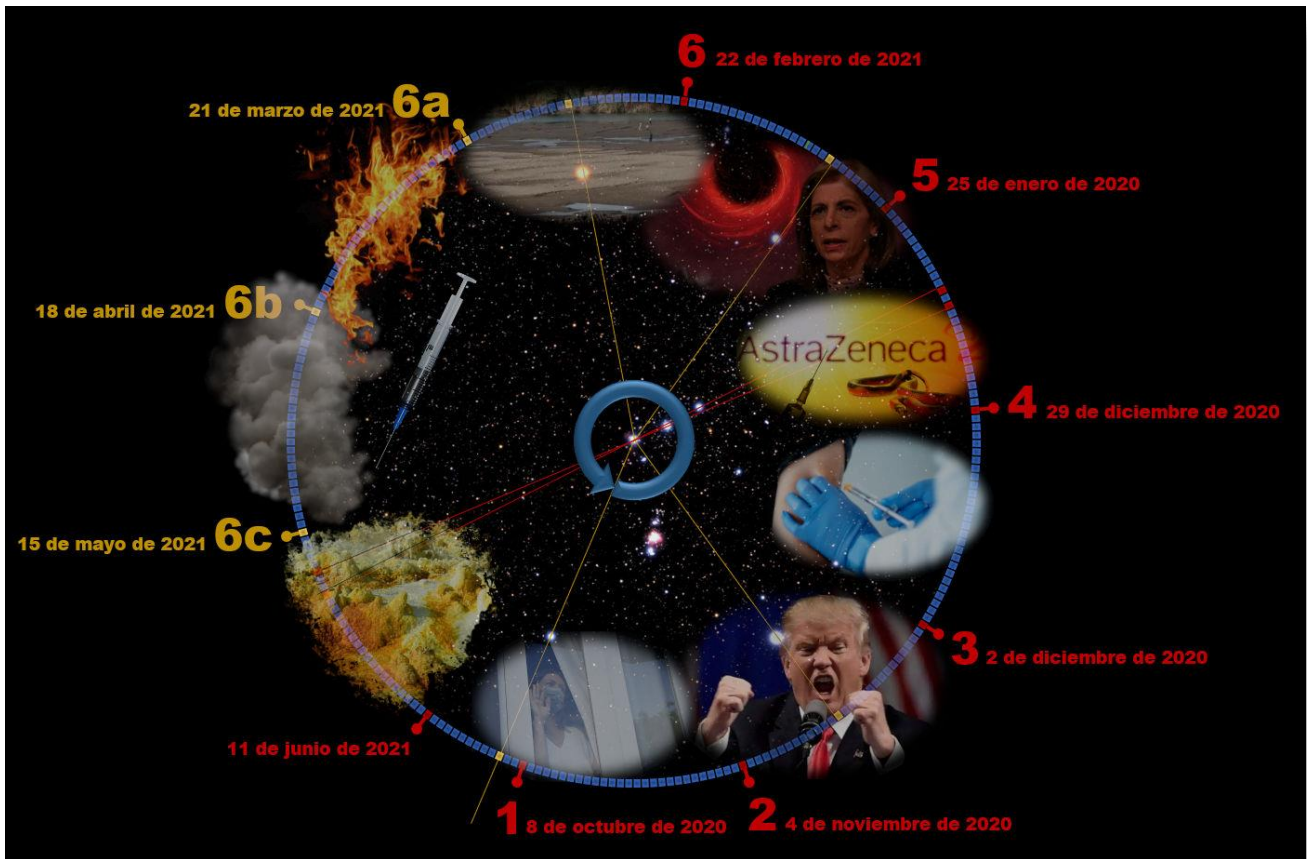 6 22 de febrero de 2021
21 de marzo de 2021 6a
5 25 de enero de 2020
18 de abril de 2021 6b
AstraZeneca
4 29 de diciembre de 2020
15 de mayo de 2021 6c
3 2 de diciembre de 2020
11 de junio de 2021
1 8 de octubre de 2020
2 4 de noviembre de 2020